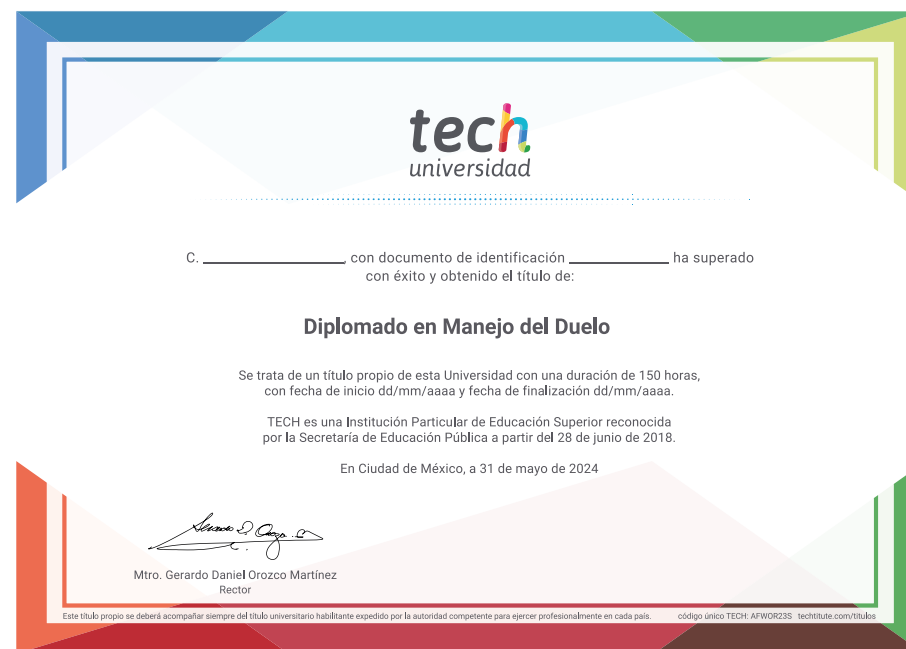 tech
universidad
C. ____________________, con documento de identificación ______________ ha superado
con éxito y obtenido el título de:
Diplomado en Manejo del Duelo
Se trata de un título propio de esta Universidad con una duración de 150 horas,
con fecha de inicio dd/mm/aaaa y fecha de finalización dd/mm/aaaa.
TECH es una Institución Particular de Educación Superior reconocida
por la Secretaría de Educación Pública a partir del 28 de junio de 2018.
En Ciudad de México, a 31 de mayo de 2024
Mtro. Gerardo Daniel Orozco Martínez
Rector
Este título propio se deberá acompañar siempre del título universitario habilitante expedido por la autoridad competente para ejercer profesionalmente en cada país. código único TECH: AFWOR23S techtitute.com/titulos